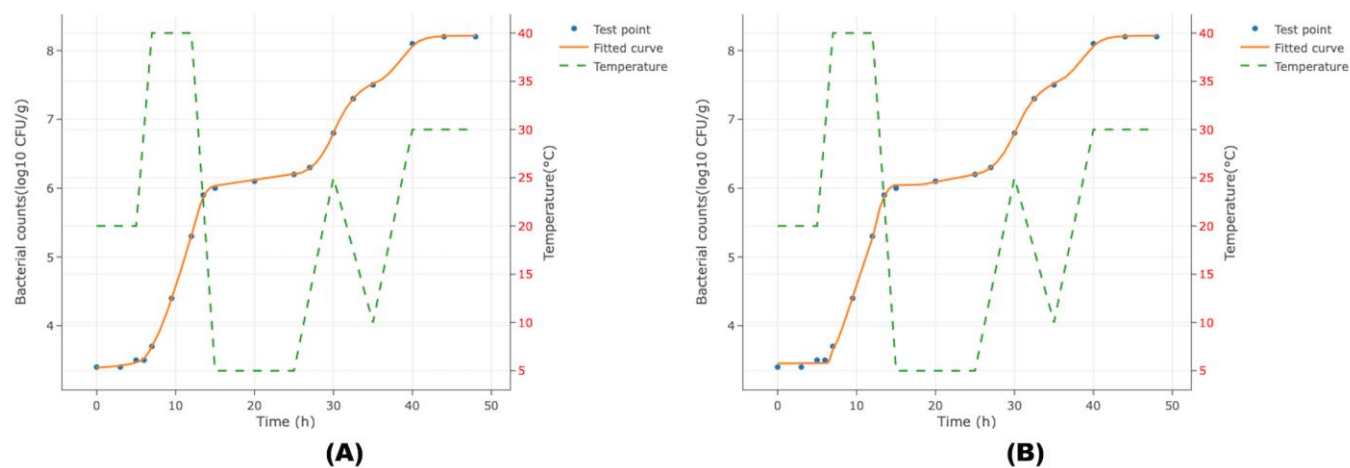 Test point
Fitted curve
Temperature
8
7
6
5
4
40
35
30
25
20
15
10
5
Bacterial counts(log10 CFU/g)
Temperature(°C)
0
10
20
30
40
50
Time (h)
(A)
Test point
Fitted curve
Temperature
8
7
6
5
4
40
35
30
25
20
15
10
5
Bacterial counts(log10 CFU/g)
Temperature(°C)
0
10
20
30
40
50
Time (h)
(B)